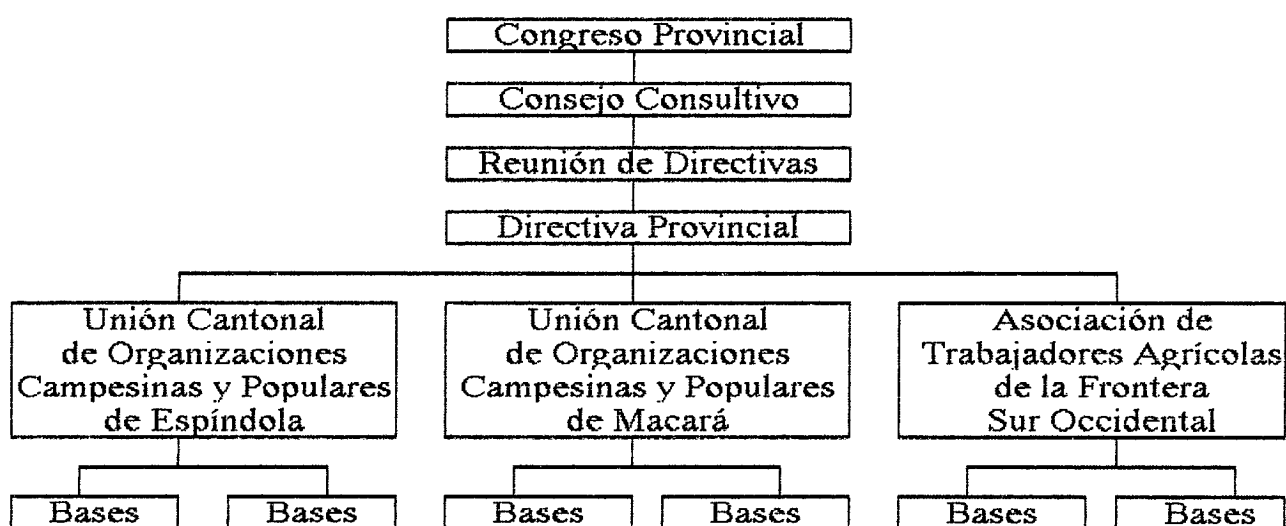 Congreso Provincial
Consejo Consultivo
Reunión de Directivas
Directiva Provincial
Unión Cantonal
de Organizaciones
Campesinas y Populares
de Espíndola
Unión Cantonal
de Organizaciones
Campesinas y Populares
de Macará
Asociación de
Trabajadores Agrícolas
de la Frontera
Sur Occidental
Bases
Bases
Bases
Bases
Bases
Bases